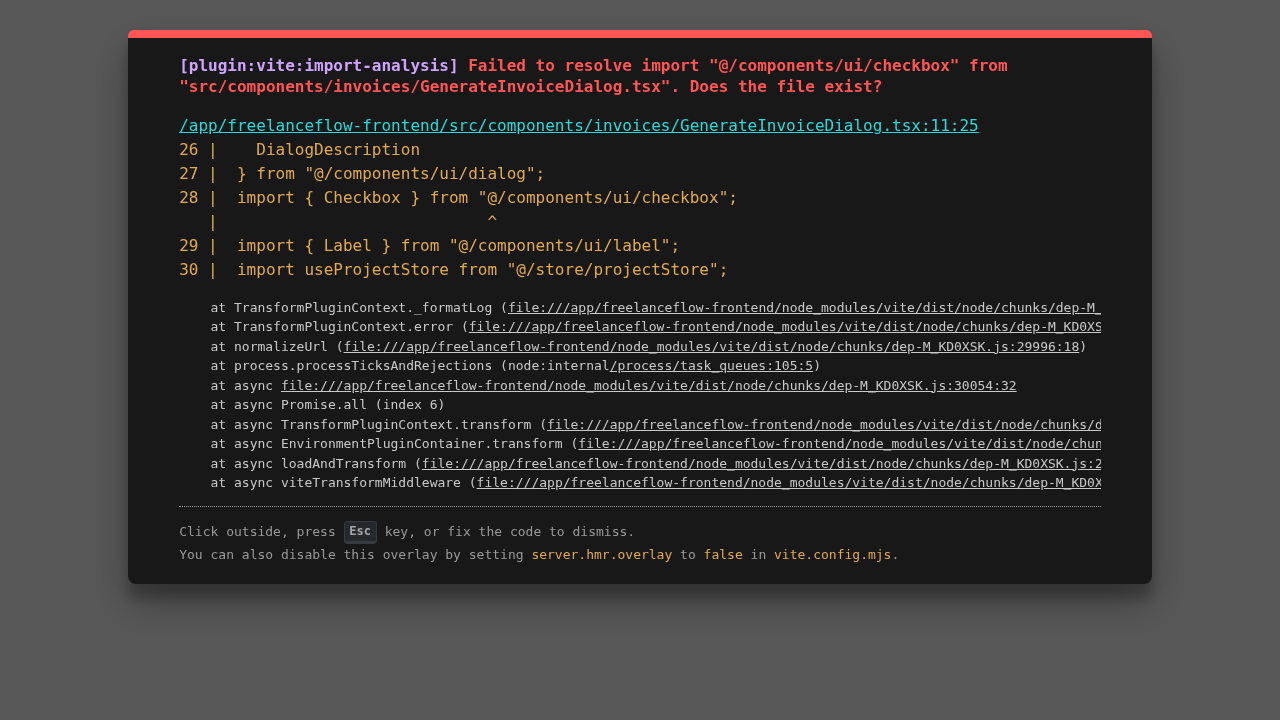 [plugin:vite:import-analysis] Failed to resolve import "@/components/ui/checkbox" from
"src/components/invoices/GenerateInvoiceDialog.tsx". Does the file exist?
/app/freelanceflow-frontend/src/components/invoices/GenerateInvoiceDialog.tsx:11:25
26 |    DialogDescription
27 |  } from "@/components/ui/dialog";
28 |  import { Checkbox } from "@/components/ui/checkbox";
   |                            ^
29 |  import { Label } from "@/components/ui/label";
30 |  import useProjectStore from "@/store/projectStore";
at TransformPluginContext._formatLog (file:///app/freelanceflow-frontend/node_modules/vite/dist/node/chunks/dep-M_
at TransformPluginContext.error (file:///app/freelanceflow-frontend/node_modules/vite/dist/node/chunks/dep-M_KD0XS
at normalizeUrl (file:///app/freelanceflow-frontend/node_modules/vite/dist/node/chunks/dep-M_KD0XSK.js:29996:18)
at process.processTicksAndRejections (node:internal/process/task_queues:105:5)
at async file:///app/freelanceflow-frontend/node_modules/vite/dist/node/chunks/dep-M_KD0XSK.js:30054:32
at async Promise.all (index 6)
at async TransformPluginContext.transform (file:///app/freelanceflow-frontend/node_modules/vite/dist/node/chunks/d
at async EnvironmentPluginContainer.transform (file:///app/freelanceflow-frontend/node_modules/vite/dist/node/chun
at async loadAndTransform (file:///app/freelanceflow-frontend/node_modules/vite/dist/node/chunks/dep-M_KD0XSK.js:2
at async viteTransformMiddleware (file:///app/freelanceflow-frontend/node_modules/vite/dist/node/chunks/dep-M_KD0X
Click outside, press Esc key, or fix the code to dismiss.
You can also disable this overlay by setting server.hmr.overlay to false in vite.config.mjs.